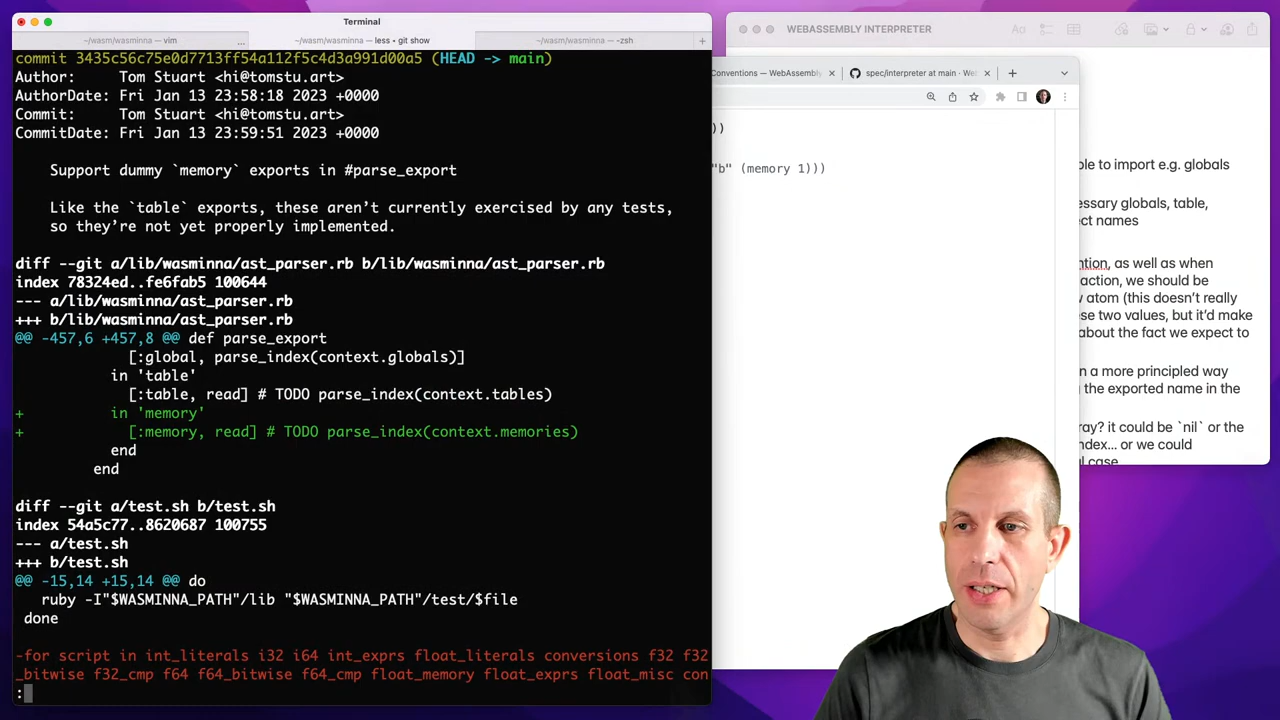 Terminal
~/wasm/wasminna — vim
...
~/wasm/wasminna — less • git show
~/wasm/wasminna — -zsh
commit 3435c56c75e0d7713ff54a112f5c4d3a991d00a5 (HEAD -> main)
Author:     Tom Stuart <hi@tomstu.art>
AuthorDate: Fri Jan 13 23:58:18 2023 +0000
Commit:     Tom Stuart <hi@tomstu.art>
CommitDate: Fri Jan 13 23:59:51 2023 +0000
Support dummy `memory` exports in #parse_export
Like the `table` exports, these aren’t currently exercised by any tests,
so they’re not yet properly implemented.
diff --git a/lib/wasminna/ast_parser.rb b/lib/wasminna/ast_parser.rb
index 78324ed..fe6fab5 100644
--- a/lib/wasminna/ast_parser.rb
+++ b/lib/wasminna/ast_parser.rb
@@ -457,6 +457,8 @@ def parse_export
[:global, parse_index(context.globals)]
in 'table'
[:table, read] # TODO parse_index(context.tables)
+ in 'memory'
+ [:memory, read] # TODO parse_index(context.memories)
end
end
diff --git a/test.sh b/test.sh
index 54a5c77..8620687 100755
--- a/test.sh
+++ b/test.sh
@@ -15,14 +15,14 @@ do
ruby -I"$WASMINNA_PATH"/lib "$WASMINNA_PATH"/test/$file
done
-for script in int_literals i32 i64 int_exprs float_literals conversions f32 f32
_bitwise f32_cmp f64 f64_bitwise f64_cmp float_memory float_exprs float_misc con
:
WEBASSEMBLY INTERPRETER
Conventions — WebAssembly
spec/interpreter at main · We
))
"b" (memory 1)))
ble to import e.g. globals
essary globals, table,
ect names
ntion, as well as when
action, we should be
w atom (this doesn’t really
se two values, but it’d make
about the fact we expect to
n a more principled way
g the exported name in the
ray? it could be `nil` or the
ndex… or we could
al case